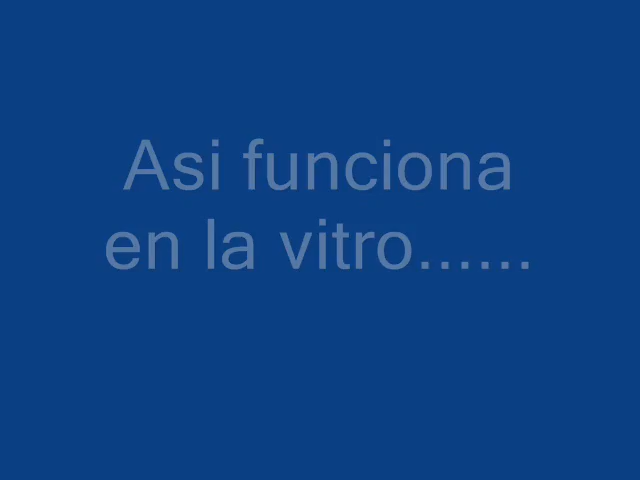 Asi funciona
en la vitro......